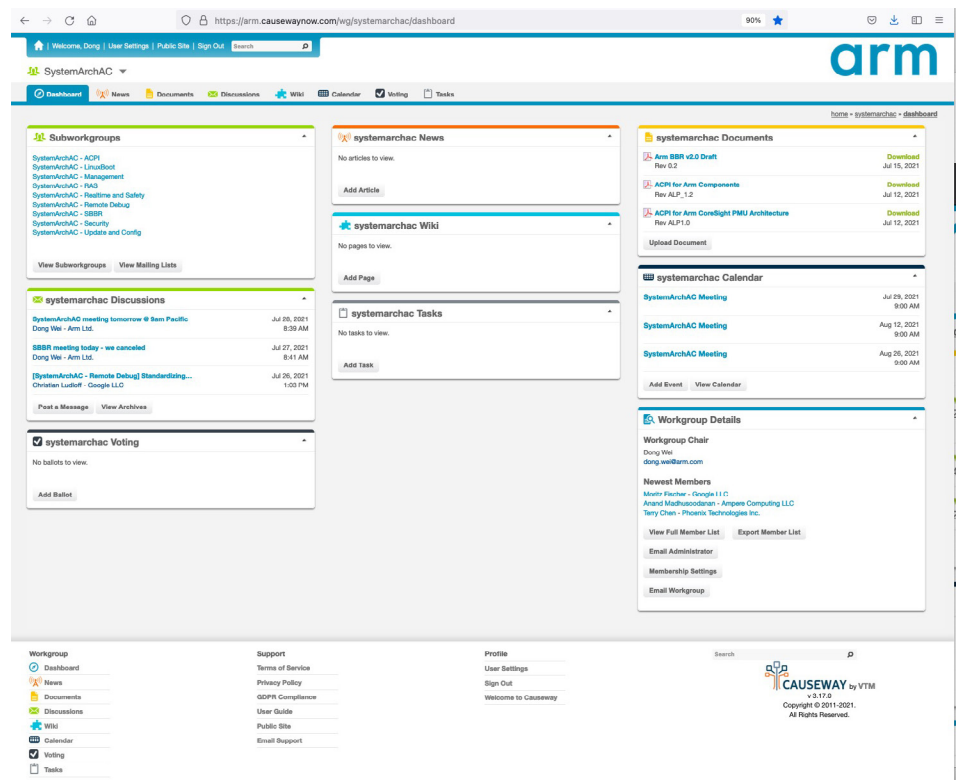 https://arm.causewaynow.com/wg/systemarchac/dashboard
90%
| Welcome, Dong | User Settings | Public Site | Sign Out Search
arm
SystemArchAC
Dashboard News Documents Discussions Wiki Calendar Voting Tasks
home » systemarchac » dashboard
Subworkgroups
SystemArchAC - ACPI
SystemArchAC - LinuxBoot
SystemArchAC - Management
SystemArchAC - RAS
SystemArchAC - Realtime and Safety
SystemArchAC - Remote Debug
SystemArchAC - SBBR
SystemArchAC - Security
SystemArchAC - Update and Config
View Subworkgroups View Mailing Lists
systemarchac Discussions
SystemArchAC meeting tomorrow @ 9am Pacific Jul 28, 2021
Dong Wei - Arm Ltd. 8:39 AM
SBBR meeting today - we canceled Jul 27, 2021
Dong Wei - Arm Ltd. 8:41 AM
[SystemArchAC - Remote Debug] Standardizing... Jul 26, 2021
Christian Ludloff - Google LLC 1:03 PM
Post a Message View Archives
systemarchac Voting
No ballots to view.
Add Ballot
systemarchac News
No articles to view.
Add Article
systemarchac Wiki
No pages to view.
Add Page
systemarchac Tasks
No tasks to view.
Add Task
systemarchac Documents
Arm BBR v2.0 Draft Download
Rev 0.2 Jul 15, 2021
ACPI for Arm Components Download
Rev ALP_1.2 Jul 12, 2021
ACPI for Arm CoreSight PMU Architecture Download
Rev ALP1.0 Jul 12, 2021
Upload Document
systemarchac Calendar
SystemArchAC Meeting Jul 29, 2021
9:00 AM
SystemArchAC Meeting Aug 12, 2021
9:00 AM
SystemArchAC Meeting Aug 26, 2021
9:00 AM
Add Event View Calendar
Workgroup Details
Workgroup Chair
Dong Wei
dong.wei@arm.com
Newest Members
Moritz Fischer - Google LLC
Anand Madhusoodanan - Ampere Computing LLC
Terry Chen - Phoenix Technologies Inc.
View Full Member List Export Member List
Email Administrator
Membership Settings
Email Workgroup
Workgroup
Dashboard
News
Documents
Discussions
Wiki
Calendar
Voting
Tasks
Support
Terms of Service
Privacy Policy
GDPR Compliance
User Guide
Public Site
Email Support
Profile
User Settings
Sign Out
Welcome to Causeway
Search
CAUSEWAY by VTM
v 3.17.0
Copyright © 2011-2021.
All Rights Reserved.